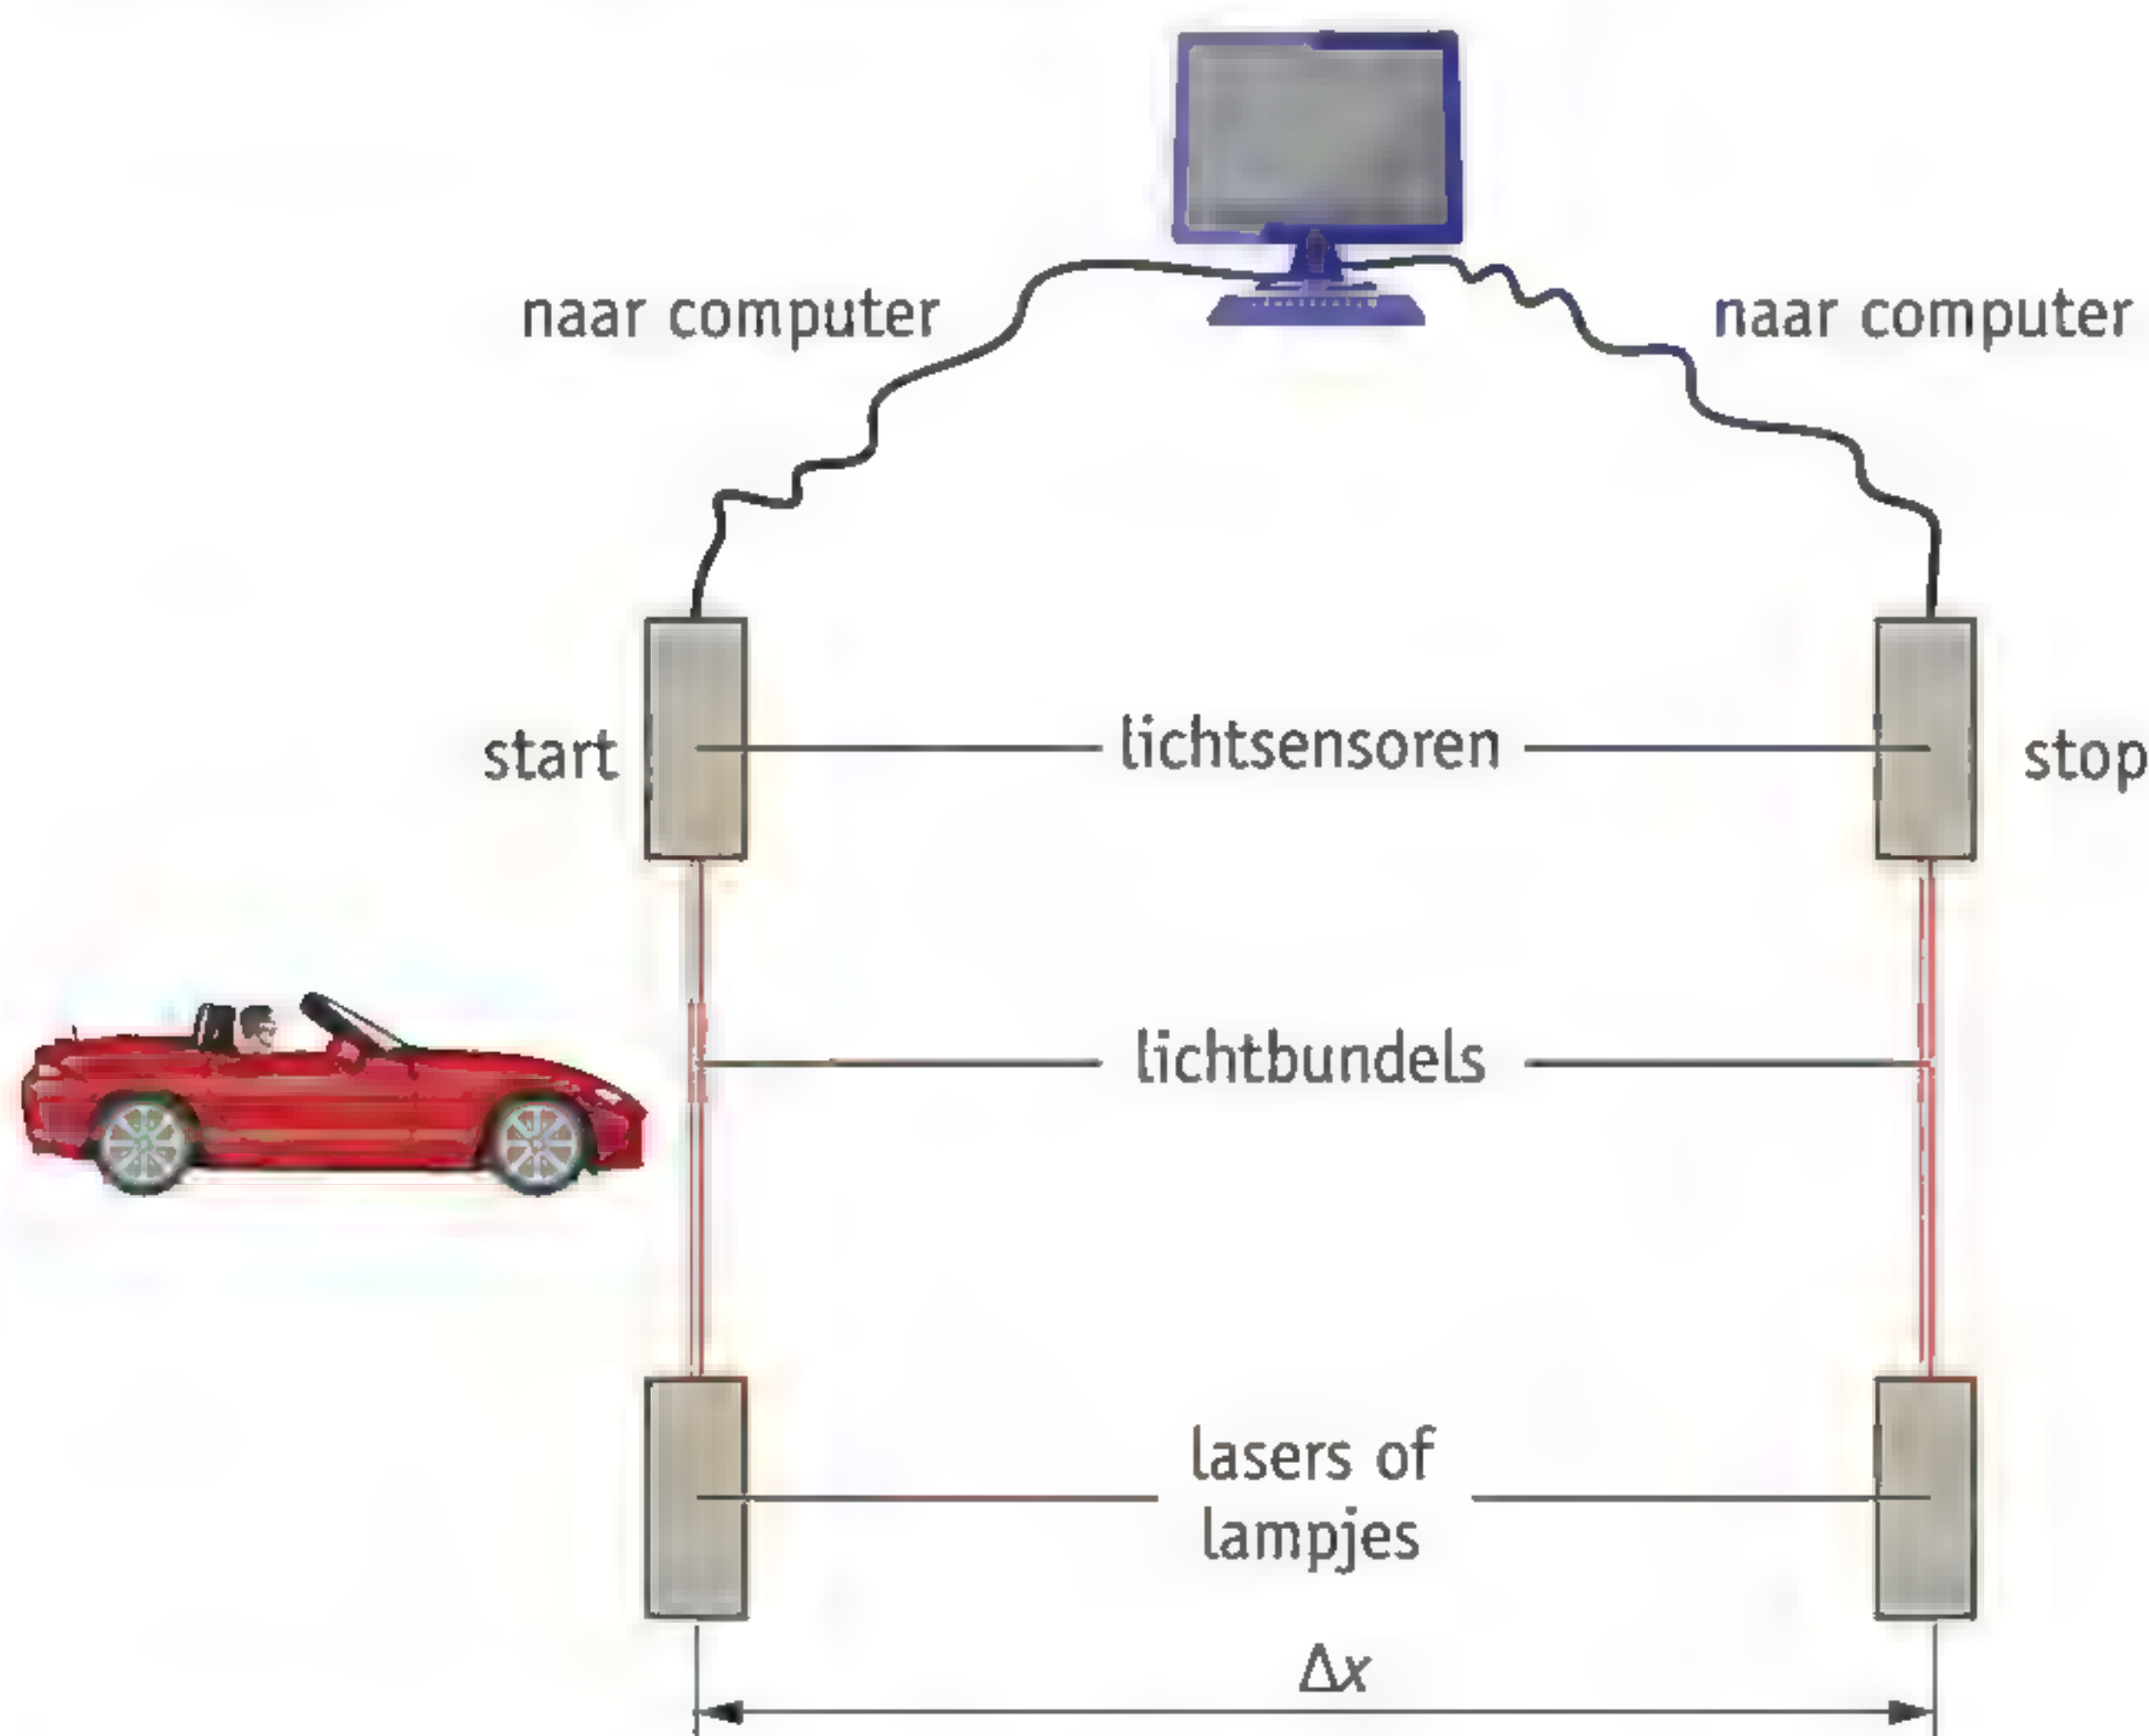 naar computer
naar computer
start
lichtsensoren
stop
lichtbundels
lasers of
lampjes
Δx